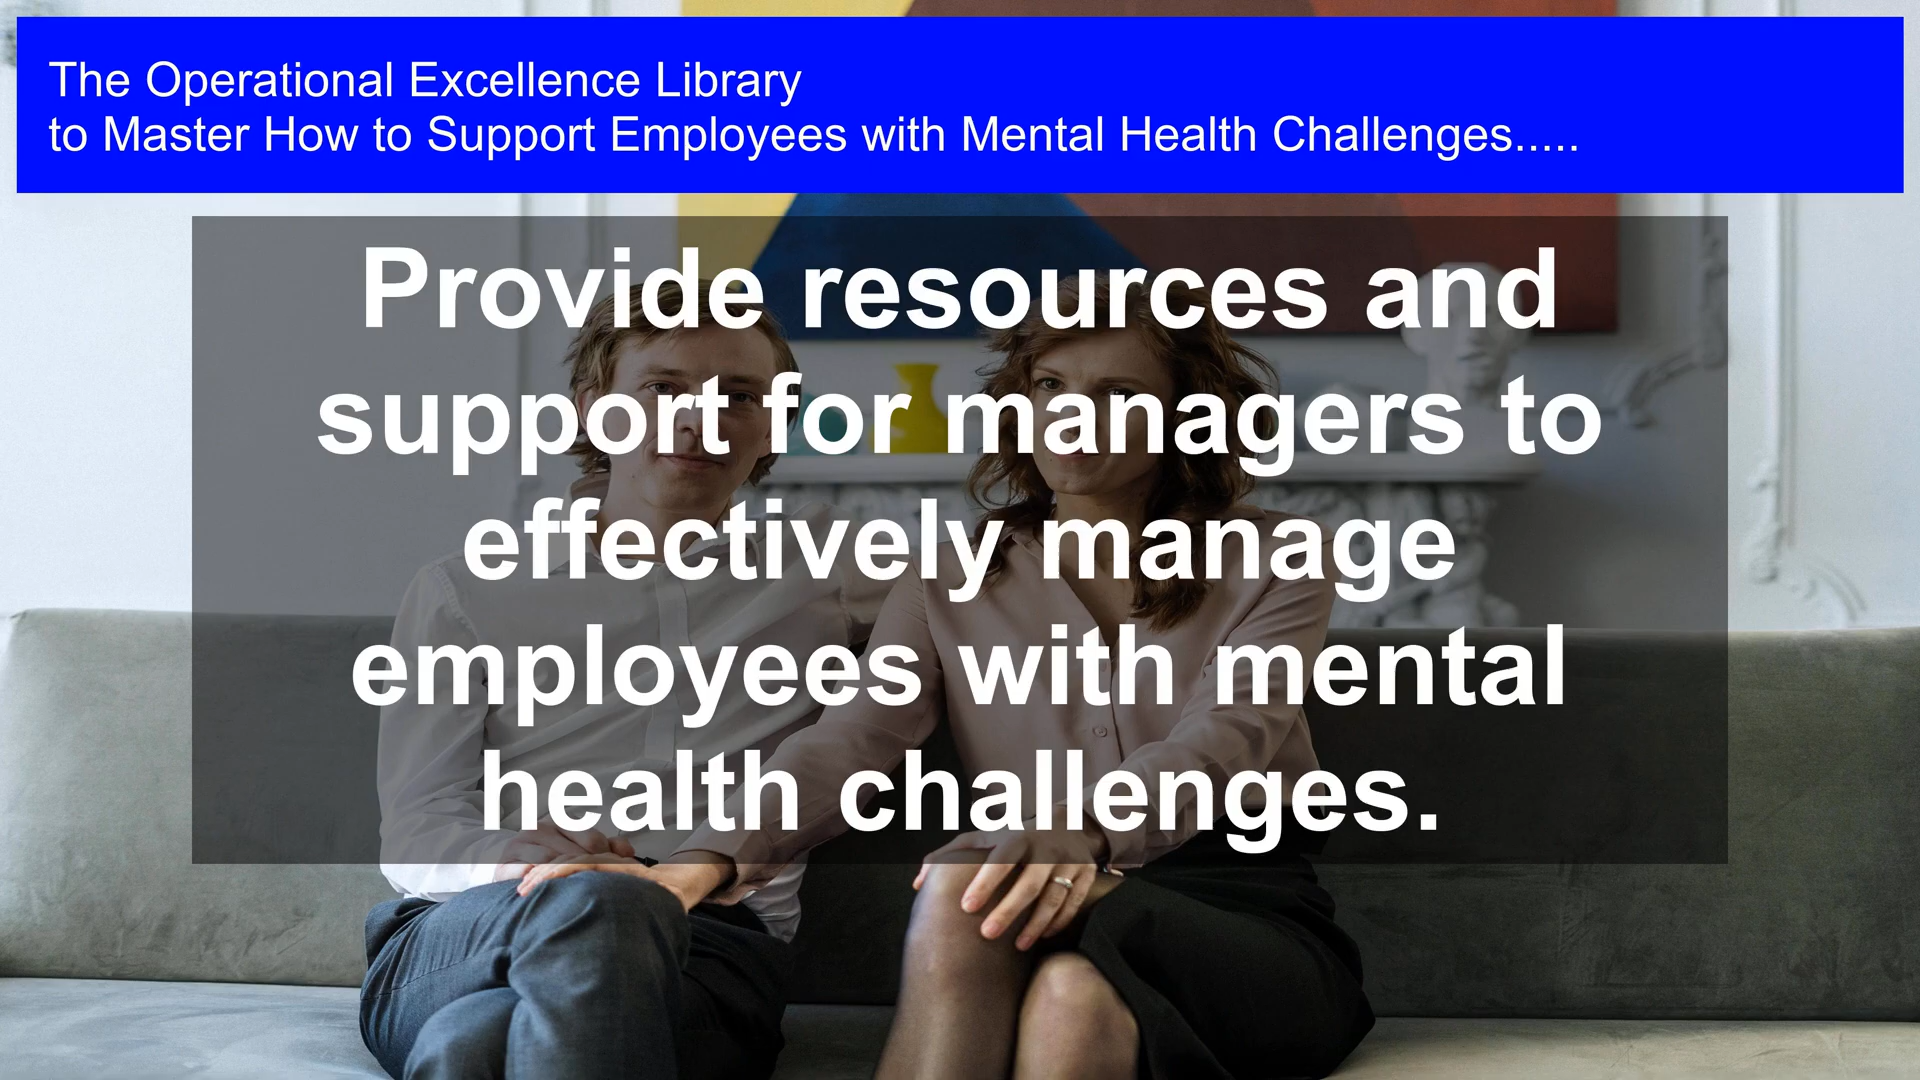 The Operational Excellence Library
to Master How to Support Employees with Mental Health Challenges.....
Provide resources and
support for managers to
effectively manage
employees with mental
health challenges.